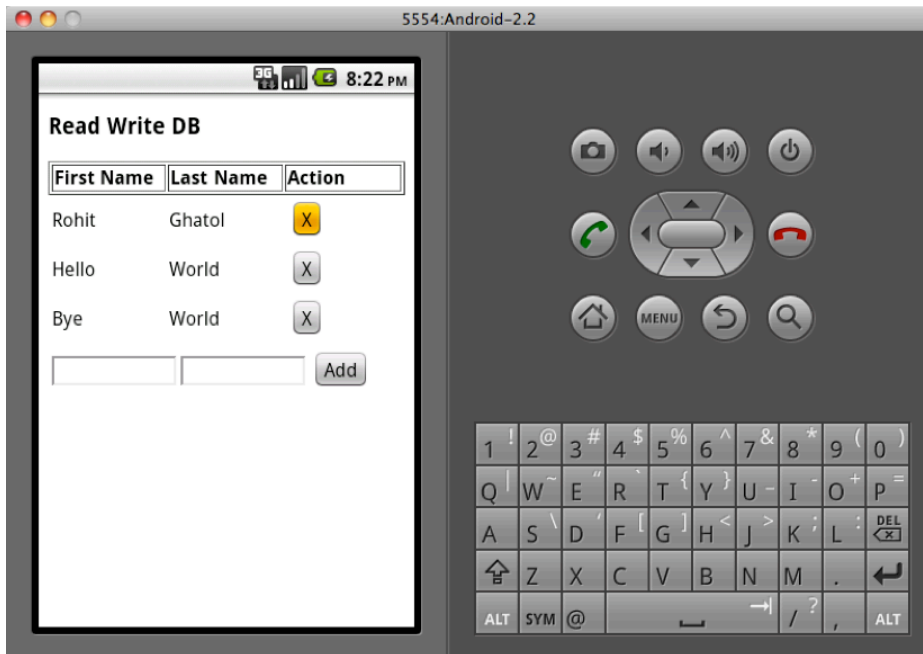 5554:Android-2.2
3G 8:22 PM
Read Write DB
First Name Last Name Action
Rohit Ghatol X
Hello World X
Bye World X
Add
MENU
1 ! 2 @ 3 # 4 $ 5 % 6 ^ 7 & 8 * 9 ( 0 )
Q | W ~ E " R ` T { Y } U _ I - O + P =
A S \ D ' F [ G ] H < J > K ; L : DEL
Z X C V B N M .
ALT SYM @ / ? , ALT